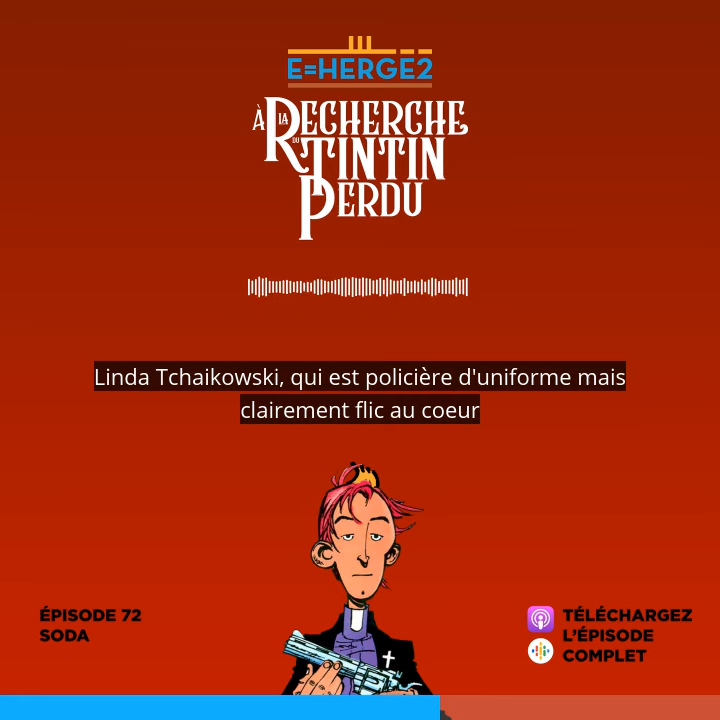 E=HERGE2
À LA RECHERCHE
DU TINTIN
PERDU
Linda Tchaikowski, qui est policière d'uniforme mais
clairement flic au coeur
ÉPISODE 72
SODA
TÉLÉCHARGEZ
L'ÉPISODE
COMPLET